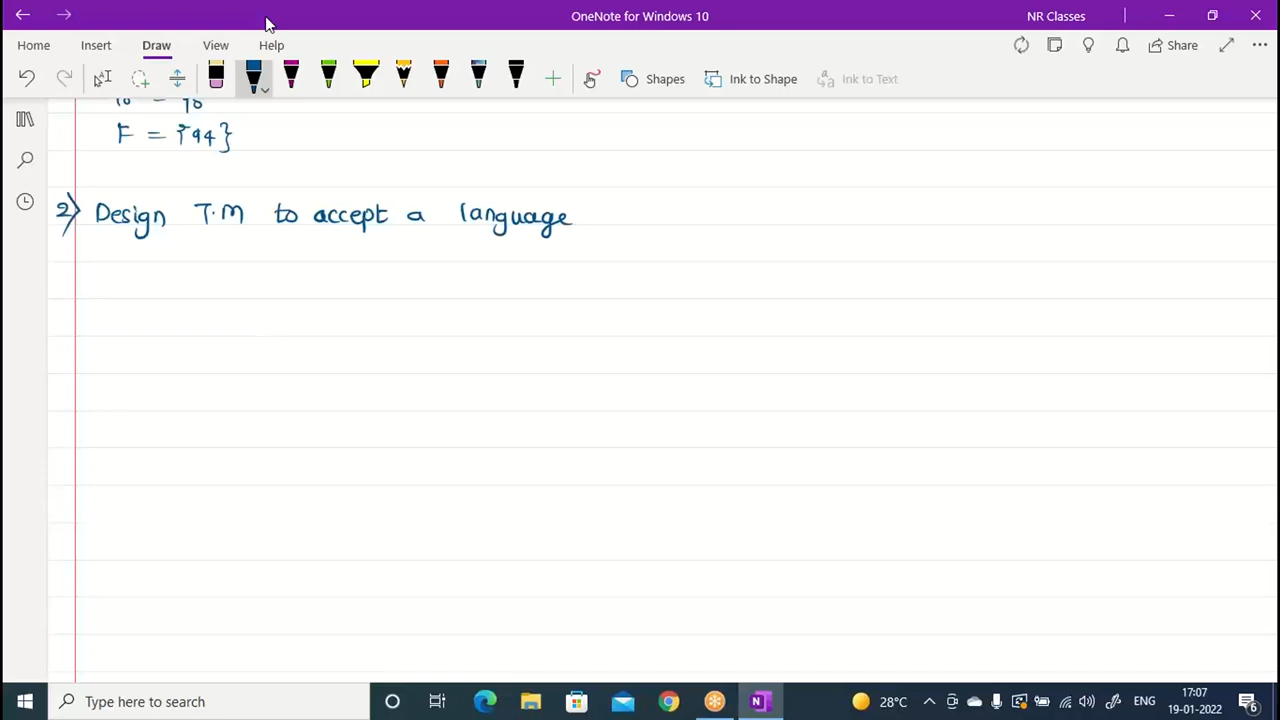 OneNote for Windows 10
NR Classes
Home Insert Draw View Help
Share
Shapes Ink to Shape Ink to Text
F = {q4}
2) Design T.M to accept a language
Type here to search
28°C
ENG
17:07
19-01-2022
6